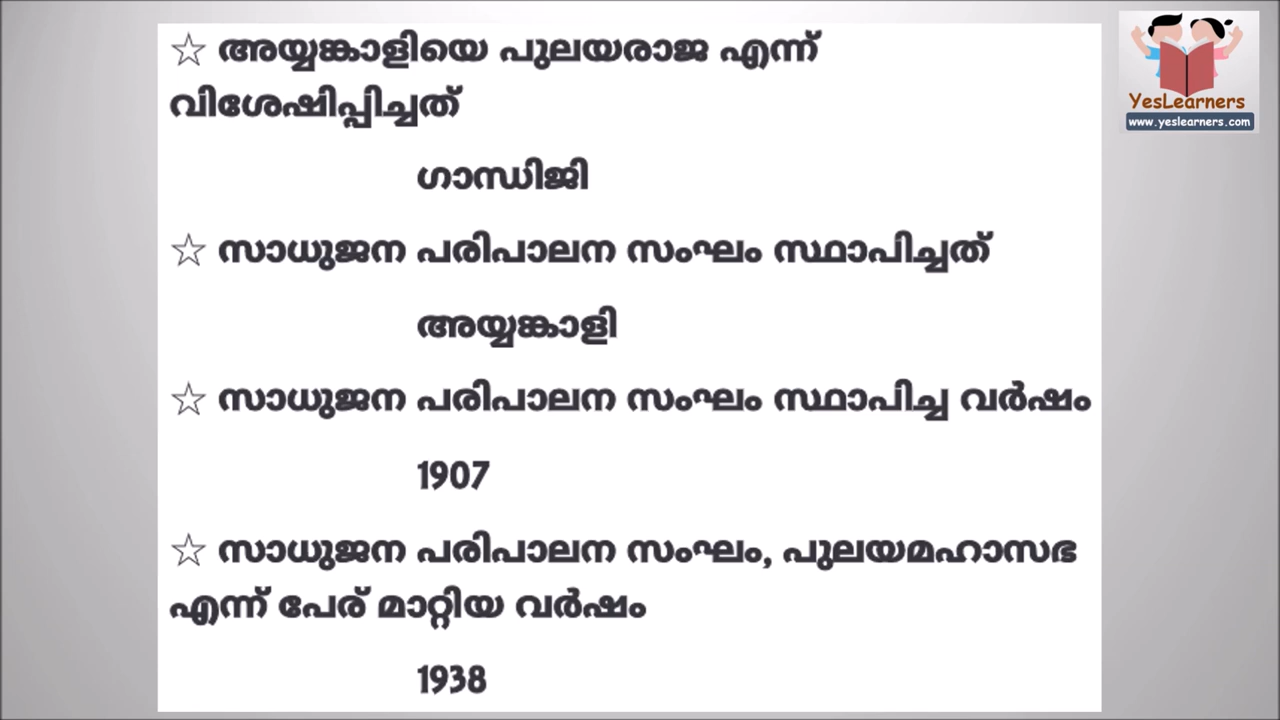 ☆ അയ്യങ്കാളിയെ പുലയരാജ എന്ന്
വിശേഷിപ്പിച്ചത്
ഗാന്ധിജി
☆ സാധുജന പരിപാലന സംഘം സ്ഥാപിച്ചത്
അയ്യങ്കാളി
☆ സാധുജന പരിപാലന സംഘം സ്ഥാപിച്ച വർഷം
1907
☆ സാധുജന പരിപാലന സംഘം, പുലയമഹാസഭ
എന്ന് പേര് മാറ്റിയ വർഷം
1938
YesLearners
www.yeslearners.com